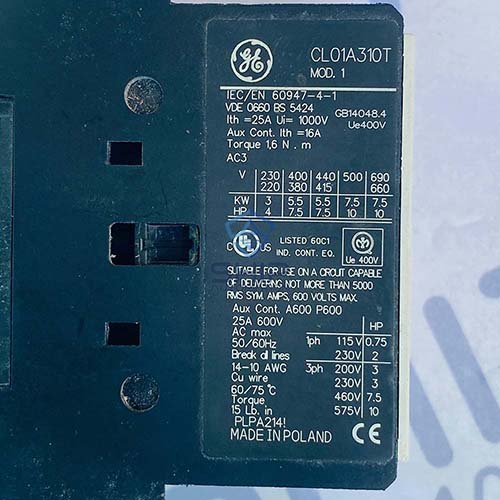 GE
CL01A310T
MOD. 1
IEC/EN 60947-4-1
VDE 0660 BS 5424
GB14048.4
Ith =25A Ui= 1000V
Ue400V
Aux Cont. Ith =16A
Torque 1,6 N . m
AC3
V 230 400 440 500 690
220 380 415 660
KW 3 5.5 5.5 7.5 7.5
HP 4 7.5 7.5 10 10
C UL US LISTED 60C1
IND. CONT. EQ.
Ue 400V
SUITABLE FOR USE ON A CIRCUIT CAPABLE
OF DELIVERING NOT MORE THAN 5000
RMS SYM. AMPS, 600 VOLTS MAX.
Aux Cont. A600 P600
25A 600V HP
AC max 1ph 115V 0.75
50/60Hz 230V 2
Break all lines 3ph 200V 3
14-10 AWG 230V 3
Cu wire 460V 7.5
60/75°C 575V 10
Torque
15 Lb. in
PLPA214!
MADE IN POLAND CE